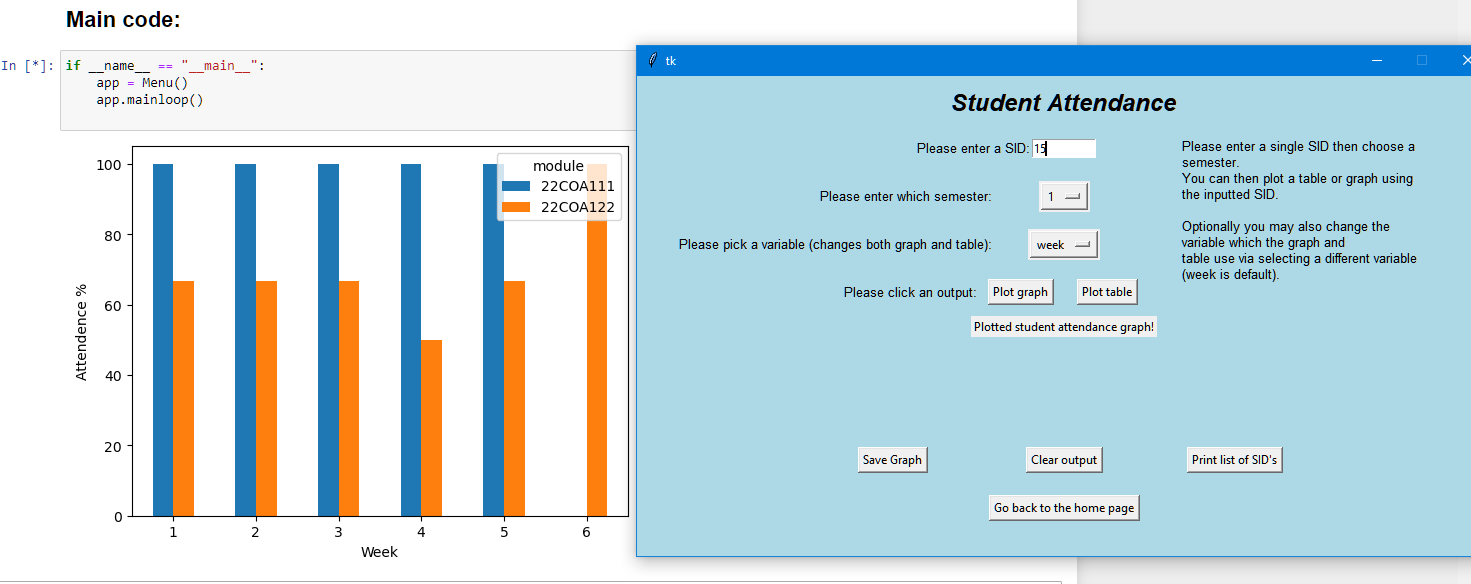 Main code:
In [*]: if __name__ == "__main__":
app = Menu()
app.mainloop()
module
22COA111
22COA122
100
80
60
40
20
0
Attendence %
1 2 3 4 5 6
Week
tk
Student Attendance
Please enter a SID: 15
Please enter which semester: 1
Please pick a variable (changes both graph and table): week
Please click an output: Plot graph Plot table
Plotted student attendance graph!
Please enter a single SID then choose a
semester.
You can then plot a table or graph using
the inputted SID.
Optionally you may also change the
variable which the graph and
table use via selecting a different variable
(week is default).
Save Graph Clear output Print list of SID's
Go back to the home page